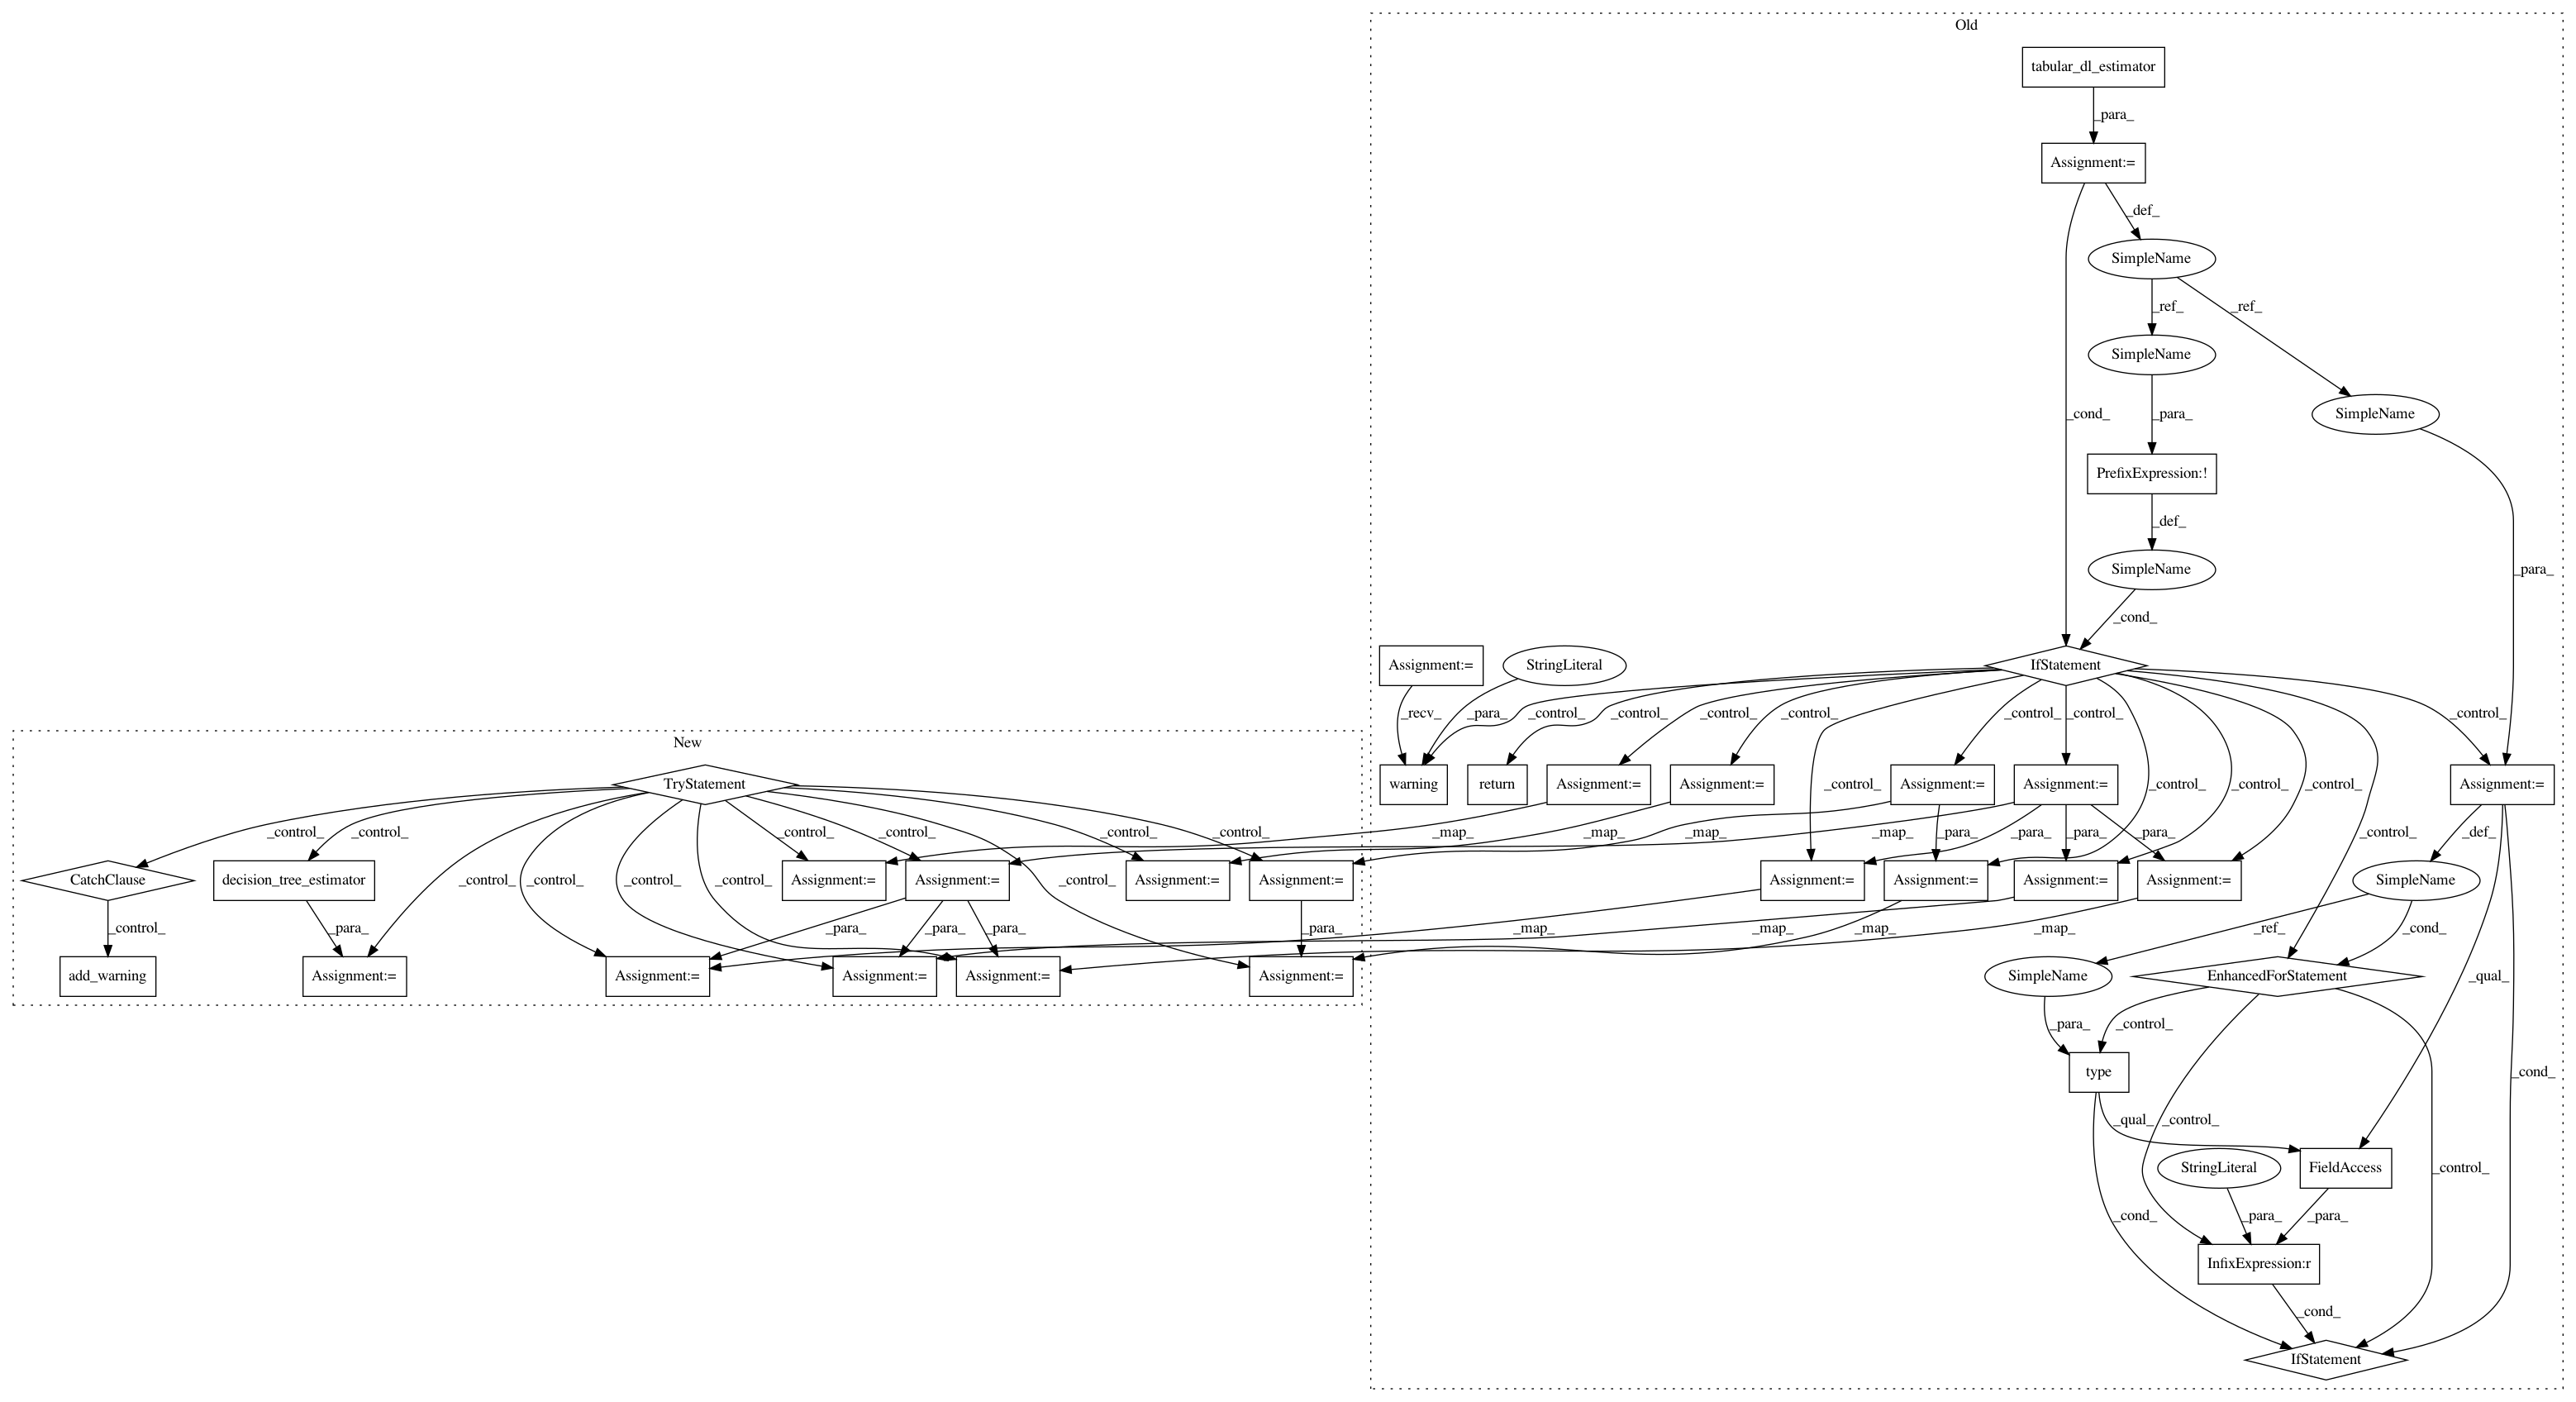 Old
tabular_dl_estimator
_para_
Assignment:=
_def_
SimpleName
_ref_
_ref_
SimpleName
SimpleName
_cond_
_para_
PrefixExpression:!
_def_
SimpleName
_para_
_cond_
Assignment:=
StringLiteral
IfStatement
_recv_
_para_
_control_
_control_
_control_
_control_
_control_
_control_
_control_
New
TryStatement
warning
return
Assignment:=
Assignment:=
Assignment:=
Assignment:=
Assignment:=
_control_
_control_
_control_
_control_
_control_
_control_
_map_
_map_
_map_
_map_
_control_
_para_
_para_
_para_
_para_
_control_
_control_
_control_
_control_
_def_
CatchClause
decision_tree_estimator
_control_
_control_
_control_
_control_
Assignment:=
Assignment:=
Assignment:=
Assignment:=
_control_
Assignment:=
Assignment:=
Assignment:=
Assignment:=
SimpleName
_control_
_para_
_para_
_para_
_para_
_para_
_map_
_map_
_map_
_map_
_ref_
_cond_
add_warning
Assignment:=
Assignment:=
Assignment:=
Assignment:=
Assignment:=
SimpleName
EnhancedForStatement
_qual_
_para_
_control_
type
_cond_
_qual_
_control_
StringLiteral
FieldAccess
_control_
_cond_
_para_
_para_
InfixExpression:r
_cond_
IfStatement